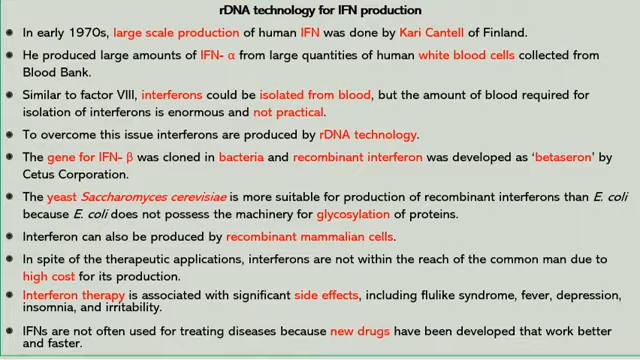 rDNA technology for IFN production
In early 1970s, large scale production of human IFN was done by Kari Cantell of Finland.
He produced large amounts of IFN- α from large quantities of human white blood cells collected from
Blood Bank.
Similar to factor VIII, interferons could be isolated from blood, but the amount of blood required for
isolation of interferons is enormous and not practical.
To overcome this issue interferons are produced by rDNA technology.
The gene for IFN- β was cloned in bacteria and recombinant interferon was developed as ‘betaseron’ by
Cetus Corporation.
The yeast Saccharomyces cerevisiae is more suitable for production of recombinant interferons than E. coli
because E. coli does not possess the machinery for glycosylation of proteins.
Interferon can also be produced by recombinant mammalian cells.
In spite of the therapeutic applications, interferons are not within the reach of the common man due to
high cost for its production.
Interferon therapy is associated with significant side effects, including flulike syndrome, fever, depression,
insomnia, and irritability.
IFNs are not often used for treating diseases because new drugs have been developed that work better
and faster.